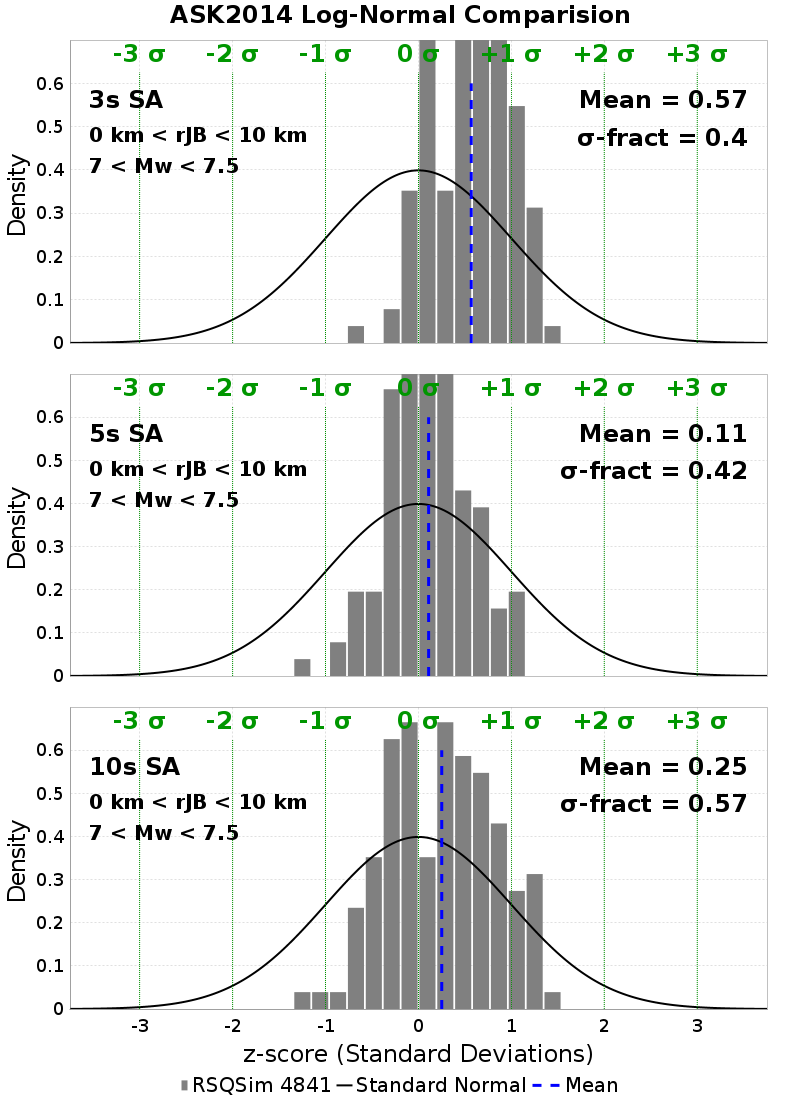 ASK2014 Log-Normal Comparision
-3 σ -2 σ -1 σ 0 σ +1 σ +2 σ +3 σ
3s SA
0 km < rJB < 10 km
7 < Mw < 7.5
Mean = 0.57
σ-fract = 0.4
Density
0.6
0.5
0.4
0.3
0.2
0.1
0
-3 σ -2 σ -1 σ 0 σ +1 σ +2 σ +3 σ
5s SA
0 km < rJB < 10 km
7 < Mw < 7.5
Mean = 0.11
σ-fract = 0.42
Density
0.6
0.5
0.4
0.3
0.2
0.1
0
-3 σ -2 σ -1 σ 0 σ +1 σ +2 σ +3 σ
10s SA
0 km < rJB < 10 km
7 < Mw < 7.5
Mean = 0.25
σ-fract = 0.57
Density
0.6
0.5
0.4
0.3
0.2
0.1
0
-3 -2 -1 0 1 2 3
z-score (Standard Deviations)
RSQSim 4841 Standard Normal Mean